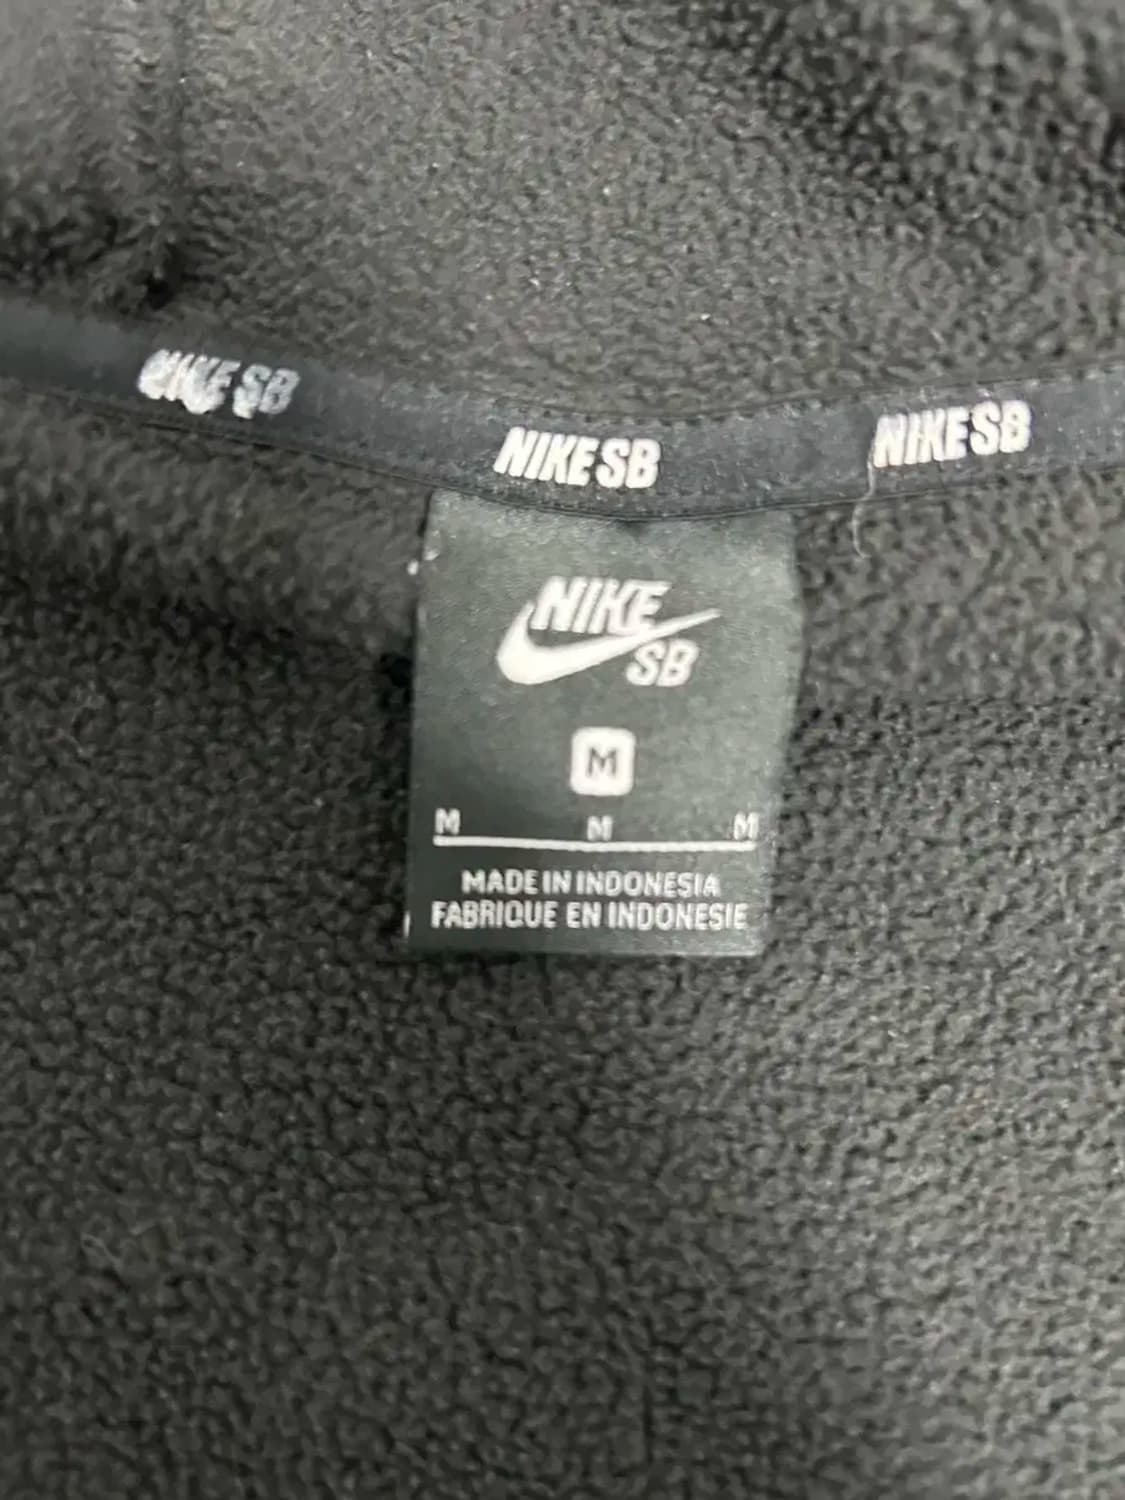 NIKE SB
NIKE SB
NIKE SB
NIKE
SB
M
M M M
MADE IN INDONESIA
FABRIQUE EN INDONESIE